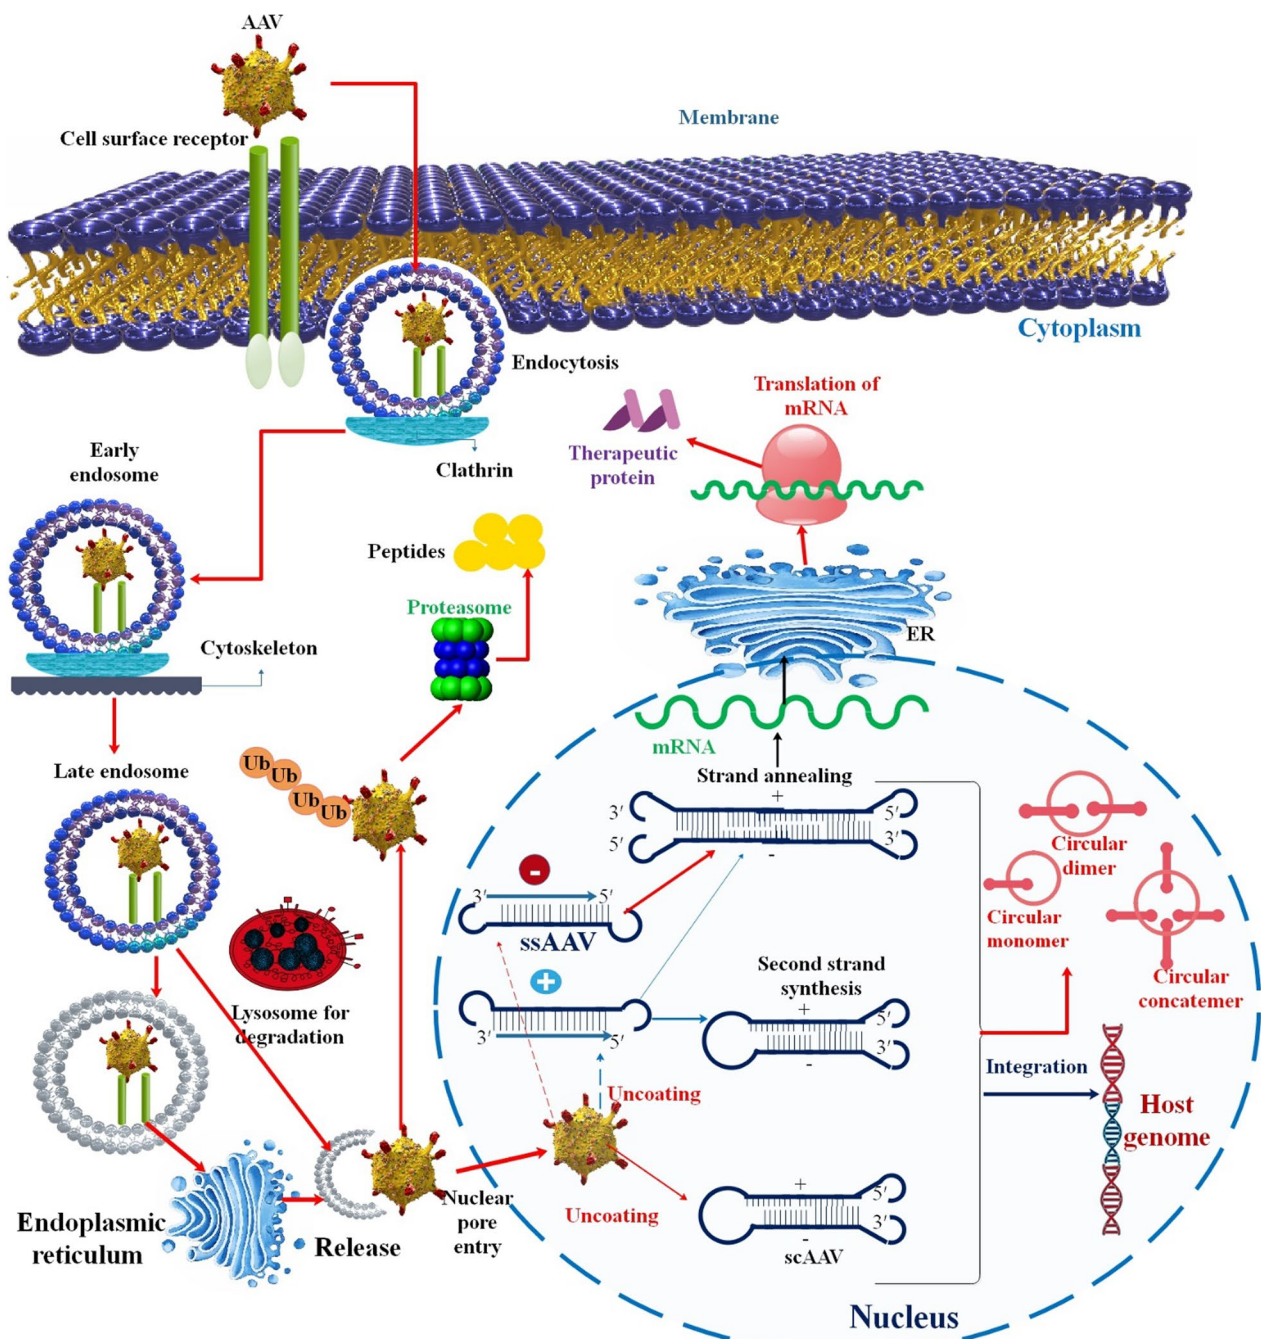 AAV
Cell surface receptor
Membrane
Cytoplasm
Endocytosis
Clathrin
Early
endosome
Cytoskeleton
Late endosome
Translation of
mRNA
Therapeutic
protein
Peptides
Proteasome
ER
mRNA
Ub
Ub
Ub
Ub
Strand annealing
+
3′
5′
5′
3′
-
-
3′
5′
ssAAV
+
3′
5′
Second strand
synthesis
+
5′
3′
-
Circular
dimer
Circular
monomer
Circular
concatemer
Lysosome for
degradation
Integration
Host
genome
Uncoating
Uncoating
Nuclear
pore
entry
Endoplasmic
reticulum
Release
+
5′
3′
-
scAAV
Nucleus